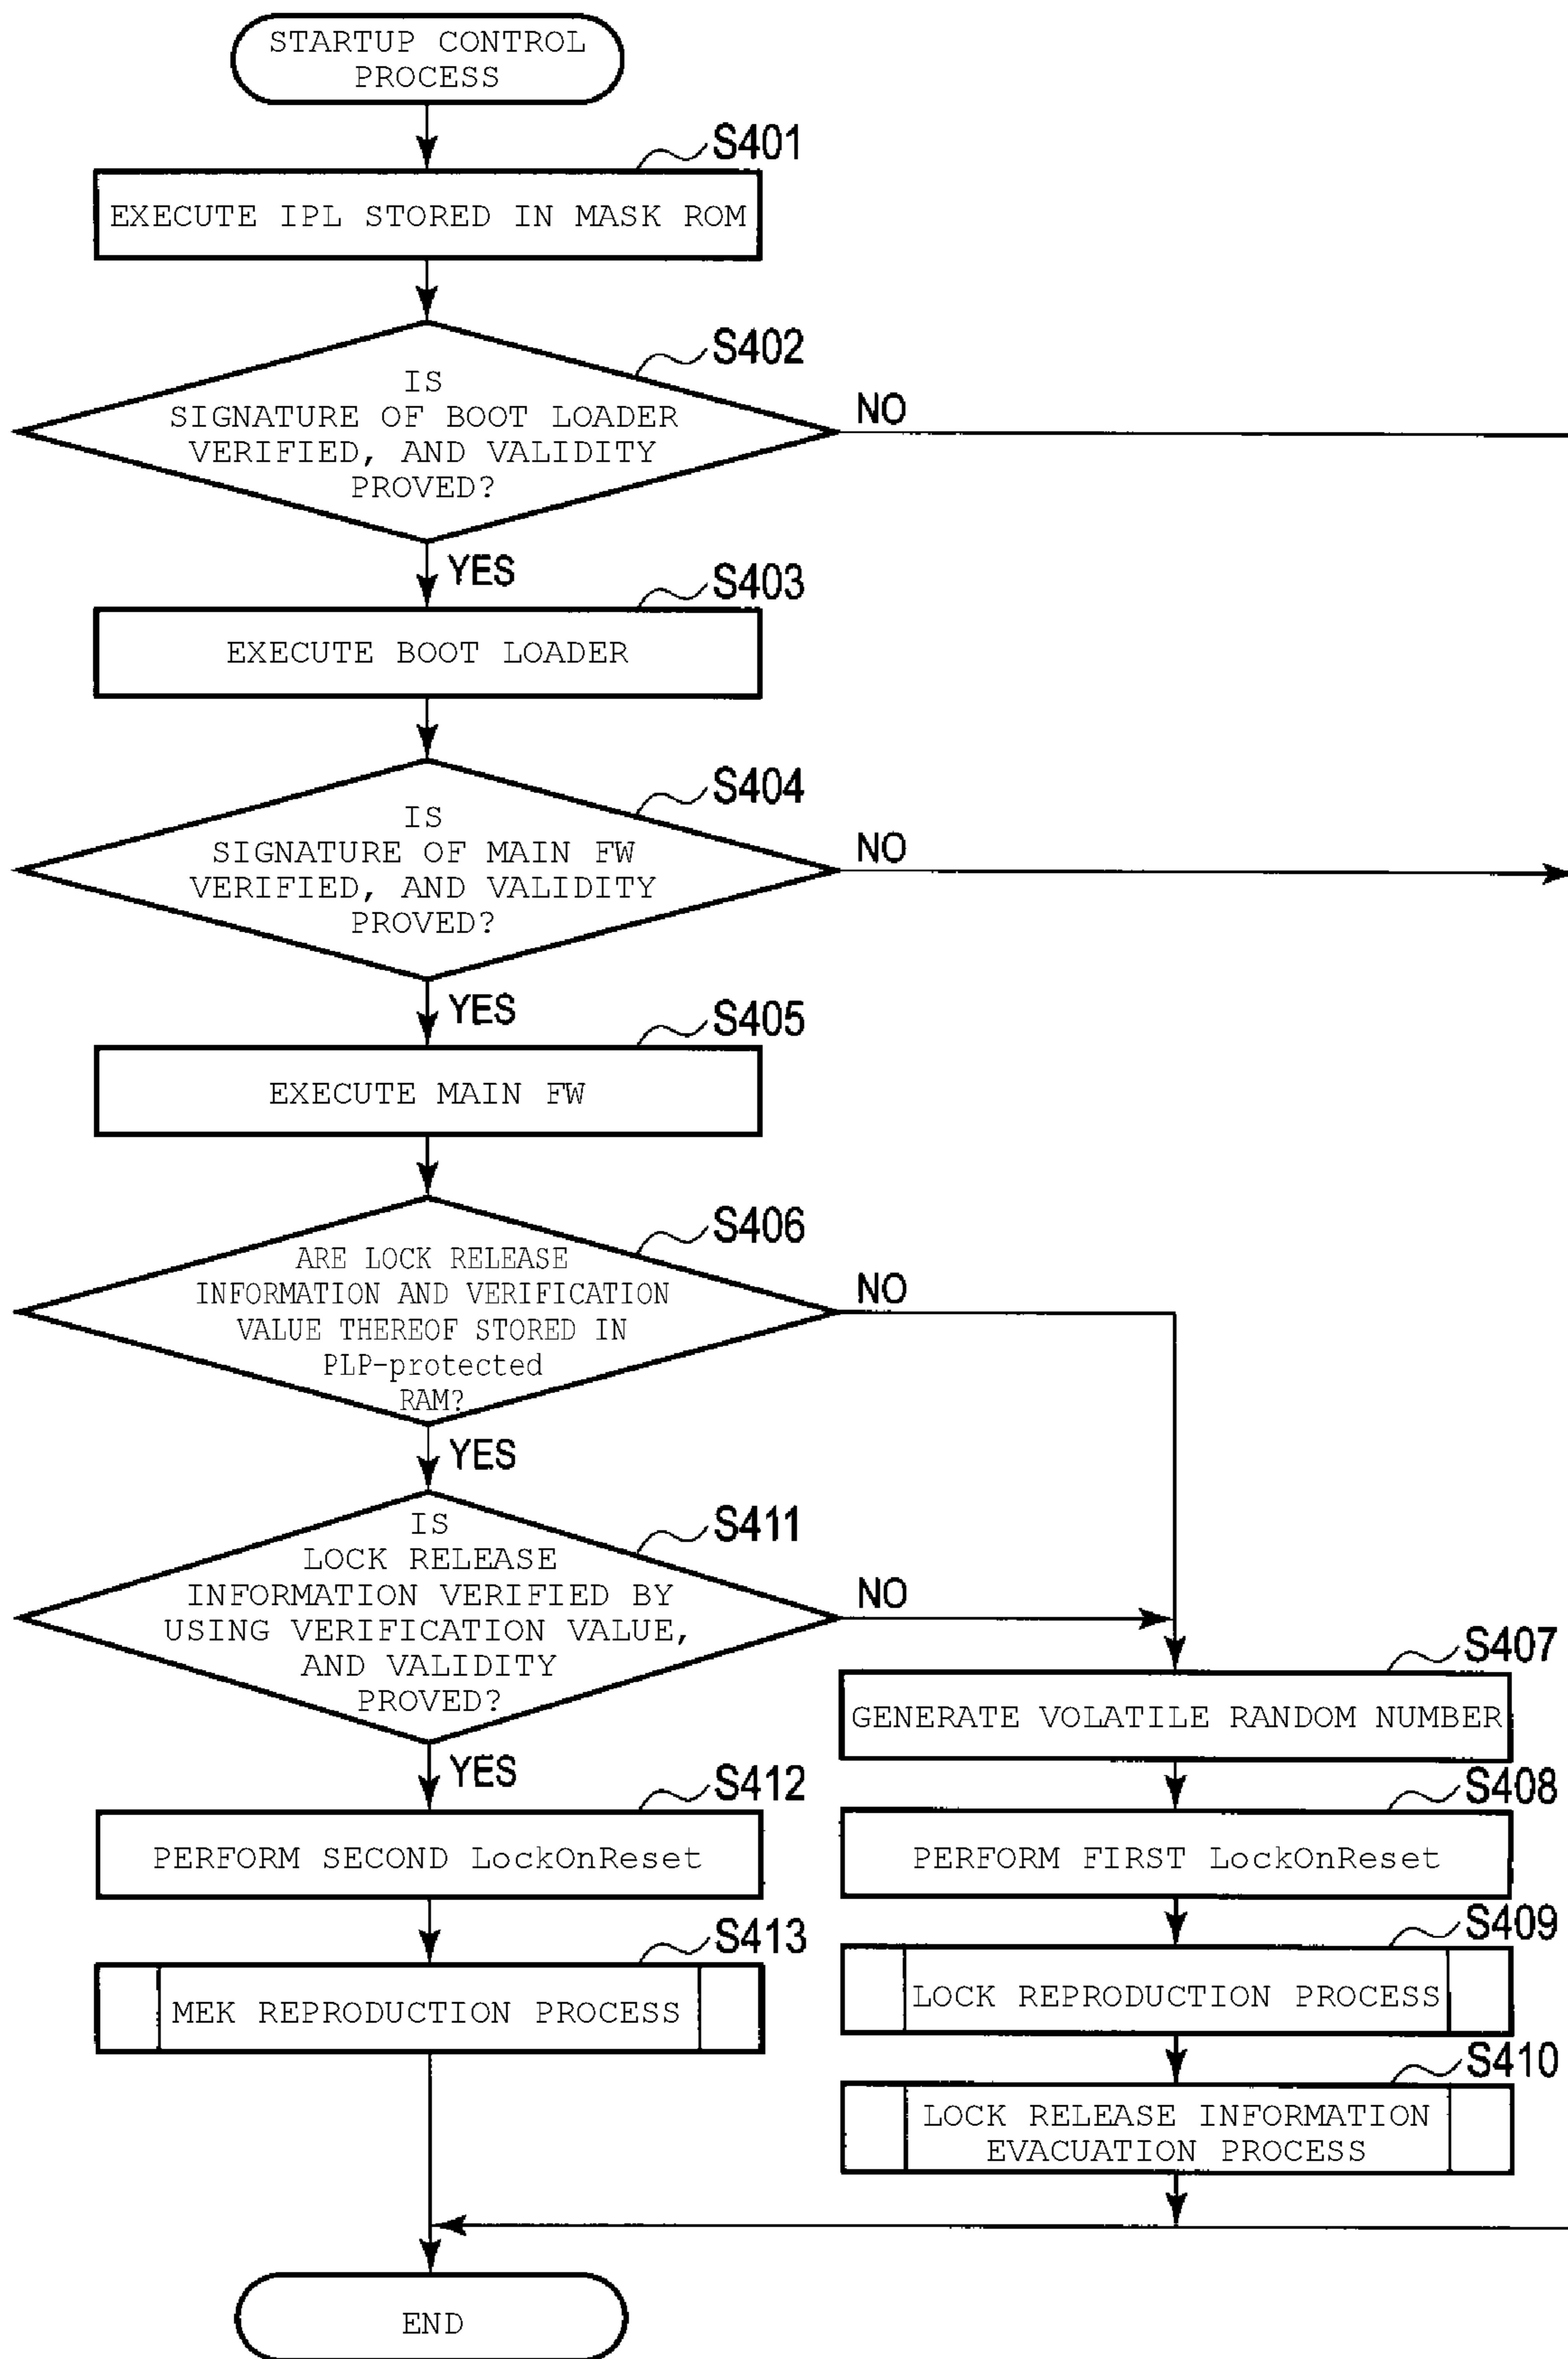 STARTUP CONTROL
PROCESS
S401
EXECUTE IPL STORED IN MASK ROM
S402
IS
SIGNATURE OF BOOT LOADER
VERIFIED, AND VALIDITY
PROVED?
NO
YES
S403
EXECUTE BOOT LOADER
S404
IS
SIGNATURE OF MAIN FW
VERIFIED, AND VALIDITY
PROVED?
NO
YES
S405
EXECUTE MAIN FW
S406
ARE LOCK RELEASE
INFORMATION AND VERIFICATION
VALUE THEREOF STORED IN
PLP-protected
RAM?
NO
YES
S411
IS
LOCK RELEASE
INFORMATION VERIFIED BY
USING VERIFICATION VALUE,
AND VALIDITY
PROVED?
NO
YES
S407
GENERATE VOLATILE RANDOM NUMBER
S412
PERFORM SECOND LockOnReset
S408
PERFORM FIRST LockOnReset
S413
MEK REPRODUCTION PROCESS
S409
LOCK REPRODUCTION PROCESS
S410
LOCK RELEASE INFORMATION
EVACUATION PROCESS
END